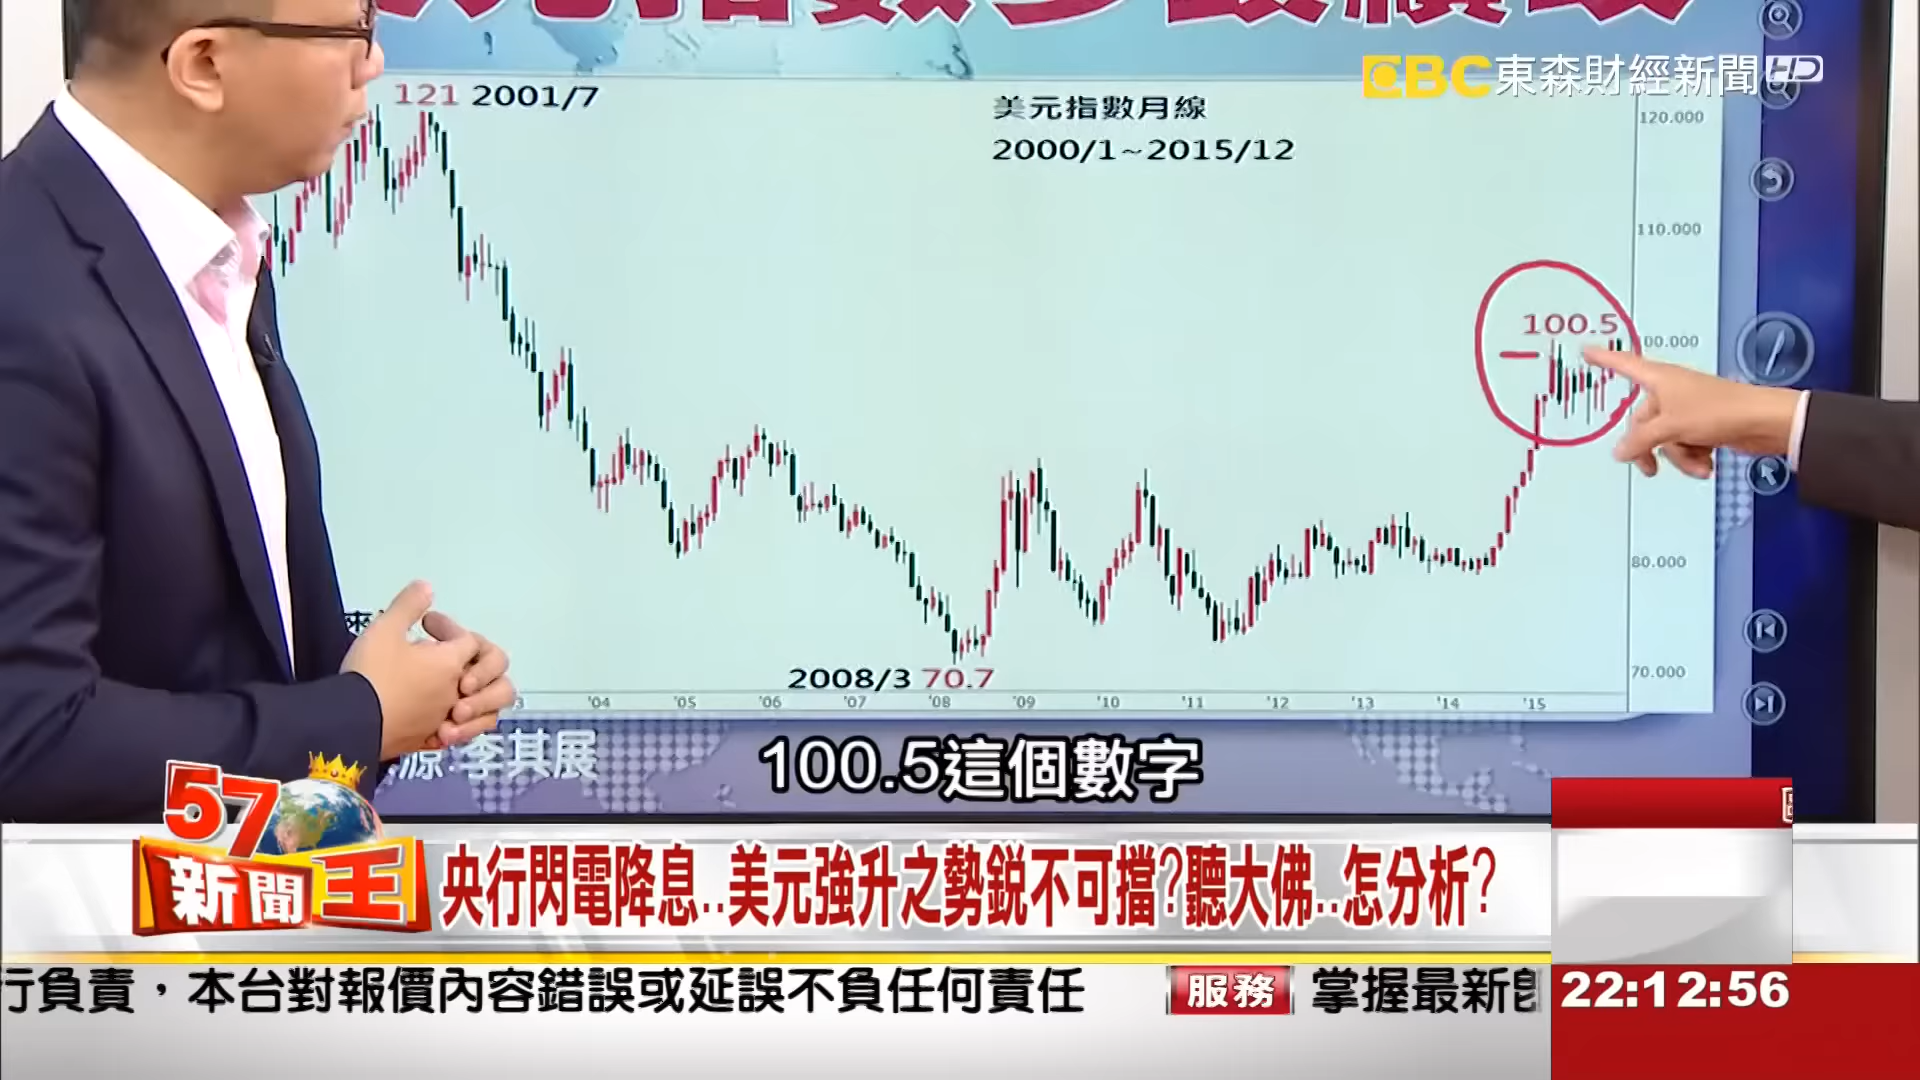 元指數多
EBC東森財經新聞HD
121 2001/7
美元指數月線
2000/1~2015/12
120.000
110.000
100.5
00.000
80.000
70.000
2008/3 70.7
3 '04 '05 '06 '07 '08 '09 '10 '11 '12 '13 '14 '15
源:李其展
100.5這個數字
57
新聞王
央行閃電降息..美元強升之勢銳不可擋?聽大佛..怎分析?
行負責，本台對報價內容錯誤或延誤不負任何責任
服務
掌握最新
22:12:56